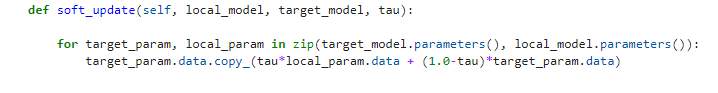 def soft_update(self, local_model, target_model, tau):
for target_param, local_param in zip(target_model.parameters(), local_model.parameters()):
target_param.data.copy_(tau*local_param.data + (1.0-tau)*target_param.data)